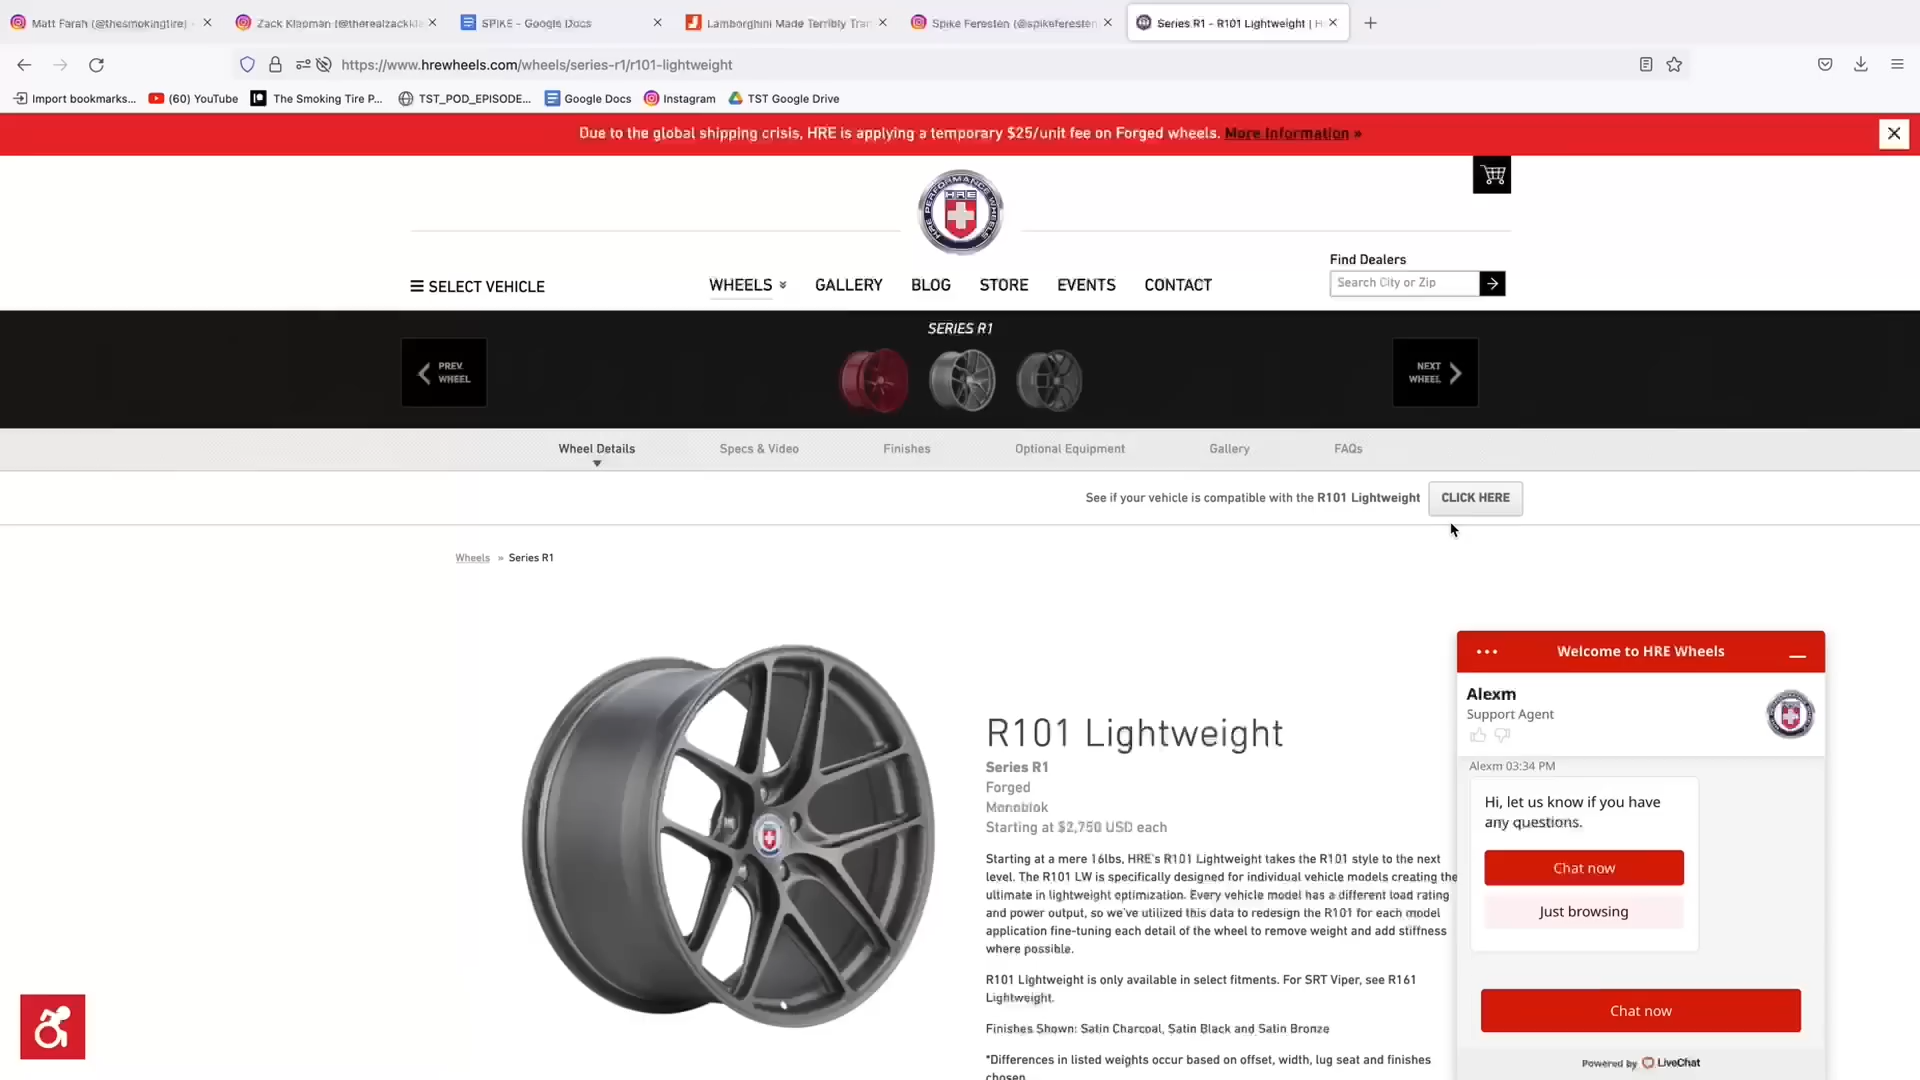 Matt Farah (@thesmokingtire)
Zack Klapman (@therealzackkl
SPIKE - Google Docs
Lamborghini Made Terribly Tra
Spike Feresten (@spikeferesten
Series R1 - R101 Lightweight | H
https://www.hrewheels.com/wheels/series-r1/r101-lightweight
Import bookmarks...
(60) YouTube
The Smoking Tire P...
TST_POD_EPISODE...
Google Docs
Instagram
TST Google Drive
Due to the global shipping crisis, HRE is applying a temporary $25/unit fee on Forged wheels. More Information »
HRE PERFORMANCE WHEELS
HRE
Find Dealers
Search City or Zip
SELECT VEHICLE
WHEELS
GALLERY
BLOG
STORE
EVENTS
CONTACT
SERIES R1
PREV.
WHEEL
NEXT
WHEEL
Wheel Details
Specs & Video
Finishes
Optional Equipment
Gallery
FAQs
See if your vehicle is compatible with the R101 Lightweight
CLICK HERE
Wheels » Series R1
R101 Lightweight
Series R1
Forged
Monoblok
Starting at $2,750 USD each
Starting at a mere 16lbs, HRE's R101 Lightweight takes the R101 style to the next
level. The R101 LW is specifically designed for individual vehicle models creating the
ultimate in lightweight optimization. Every vehicle model has a different load rating
and power output, so we've utilized this data to redesign the R101 for each model
application fine-tuning each detail of the wheel to remove weight and add stiffness
where possible.
R101 Lightweight is only available in select fitments. For SRT Viper, see R161
Lightweight.
Finishes Shown: Satin Charcoal, Satin Black and Satin Bronze
*Differences in listed weights occur based on offset, width, lug seat and finishes
chosen
Welcome to HRE Wheels
Alexm
Support Agent
Alexm 03:34 PM
Hi, let us know if you have
any questions.
Chat now
Just browsing
Chat now
Powered by LiveChat